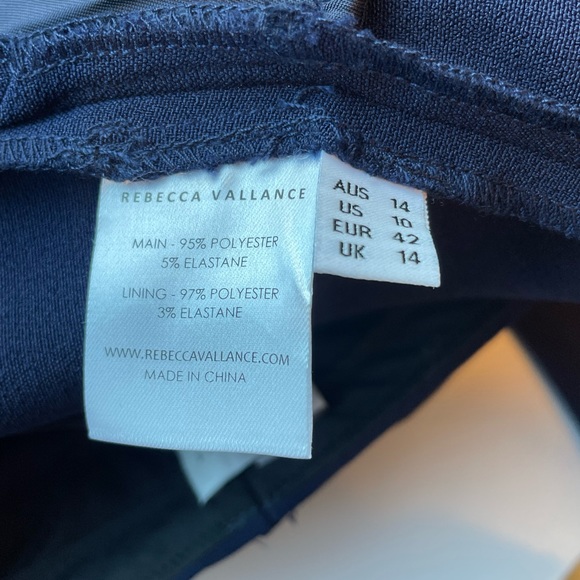 REBECCA VALLANCE
MAIN - 95% POLYESTER
5% ELASTANE
LINING - 97% POLYESTER
3% ELASTANE
WWW.REBECCAVALLANCE.COM
MADE IN CHINA
AUS 14
US 10
EUR 42
UK 14